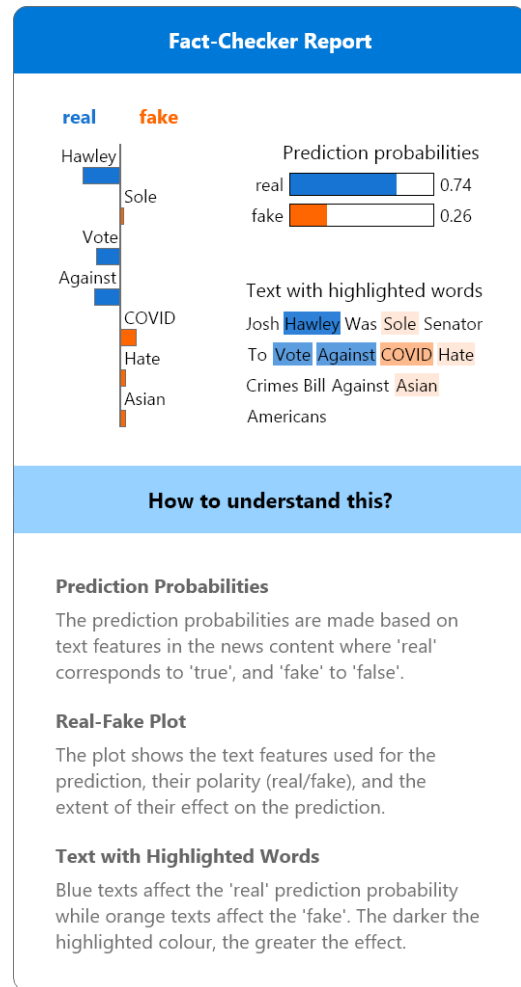 Fact-Checker Report
real fake
Hawley
Sole
Vote
Against
COVID
Hate
Asian
Prediction probabilities
real 0.74
fake 0.26
Text with highlighted words
Josh Hawley Was Sole Senator
To Vote Against COVID Hate
Crimes Bill Against Asian
Americans
How to understand this?
Prediction Probabilities
The prediction probabilities are made based on
text features in the news content where 'real'
corresponds to 'true', and 'fake' to 'false'.
Real-Fake Plot
The plot shows the text features used for the
prediction, their polarity (real/fake), and the
extent of their effect on the prediction.
Text with Highlighted Words
Blue texts affect the 'real' prediction probability
while orange texts affect the 'fake'. The darker the
highlighted colour, the greater the effect.